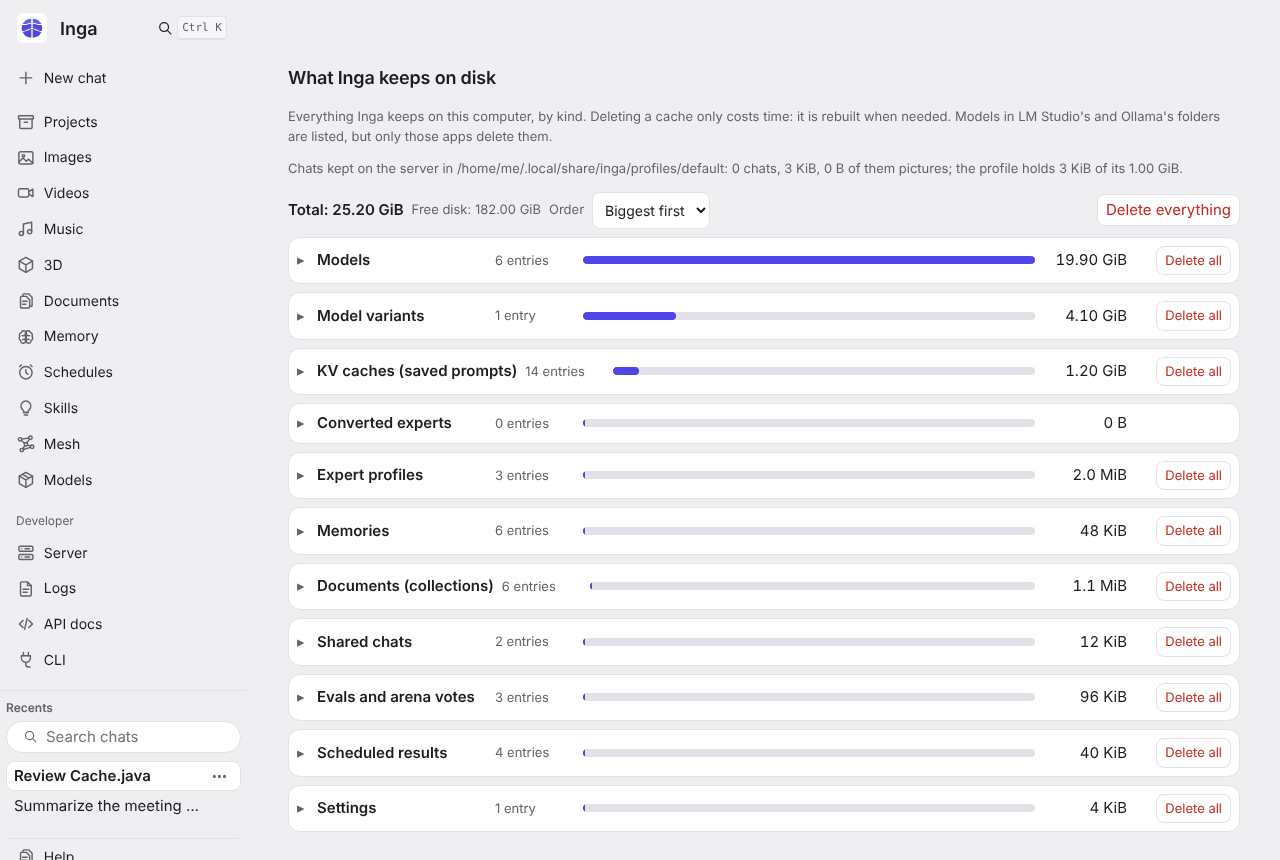 Inga
Ctrl K
New chat
Projects
Images
Videos
Music
3D
Documents
Memory
Schedules
Skills
Mesh
Models
Developer
Server
Logs
API docs
CLI
Recents
Search chats
Review Cache.java
Summarize the meeting ...
Help
What Inga keeps on disk
Everything Inga keeps on this computer, by kind. Deleting a cache only costs time: it is rebuilt when needed. Models in LM Studio's and Ollama's folders
are listed, but only those apps delete them.
Chats kept on the server in /home/me/.local/share/inga/profiles/default: 0 chats, 3 KiB, 0 B of them pictures; the profile holds 3 KiB of its 1.00 GiB.
Total: 25.20 GiB Free disk: 182.00 GiB Order Biggest first Delete everything
Models 6 entries 19.90 GiB Delete all
Model variants 1 entry 4.10 GiB Delete all
KV caches (saved prompts) 14 entries 1.20 GiB Delete all
Converted experts 0 entries 0 B
Expert profiles 3 entries 2.0 MiB Delete all
Memories 6 entries 48 KiB Delete all
Documents (collections) 6 entries 1.1 MiB Delete all
Shared chats 2 entries 12 KiB Delete all
Evals and arena votes 3 entries 96 KiB Delete all
Scheduled results 4 entries 40 KiB Delete all
Settings 1 entry 4 KiB Delete all